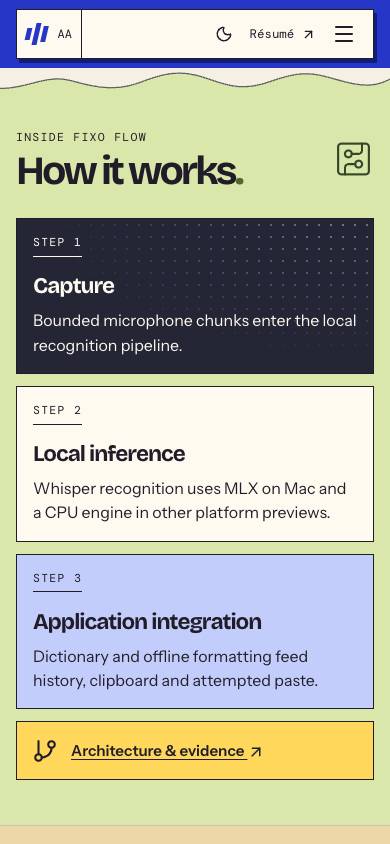 AA
Résumé
INSIDE FIXO FLOW
How it works.
STEP 1
Capture
Bounded microphone chunks enter the local
recognition pipeline.
STEP 2
Local inference
Whisper recognition uses MLX on Mac and
a CPU engine in other platform previews.
STEP 3
Application integration
Dictionary and offline formatting feed
history, clipboard and attempted paste.
Architecture & evidence